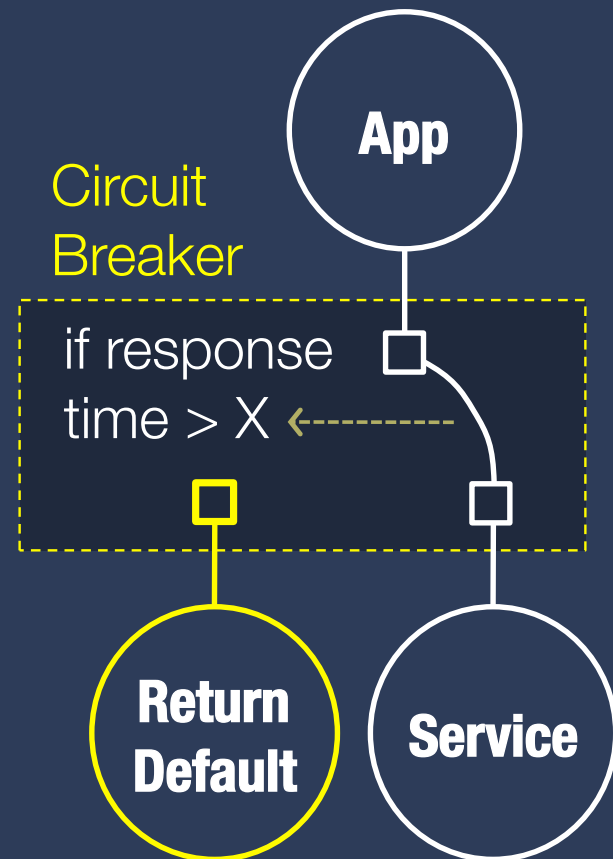 App
Circuit
Breaker
if response
time > X
Return
Default
Service